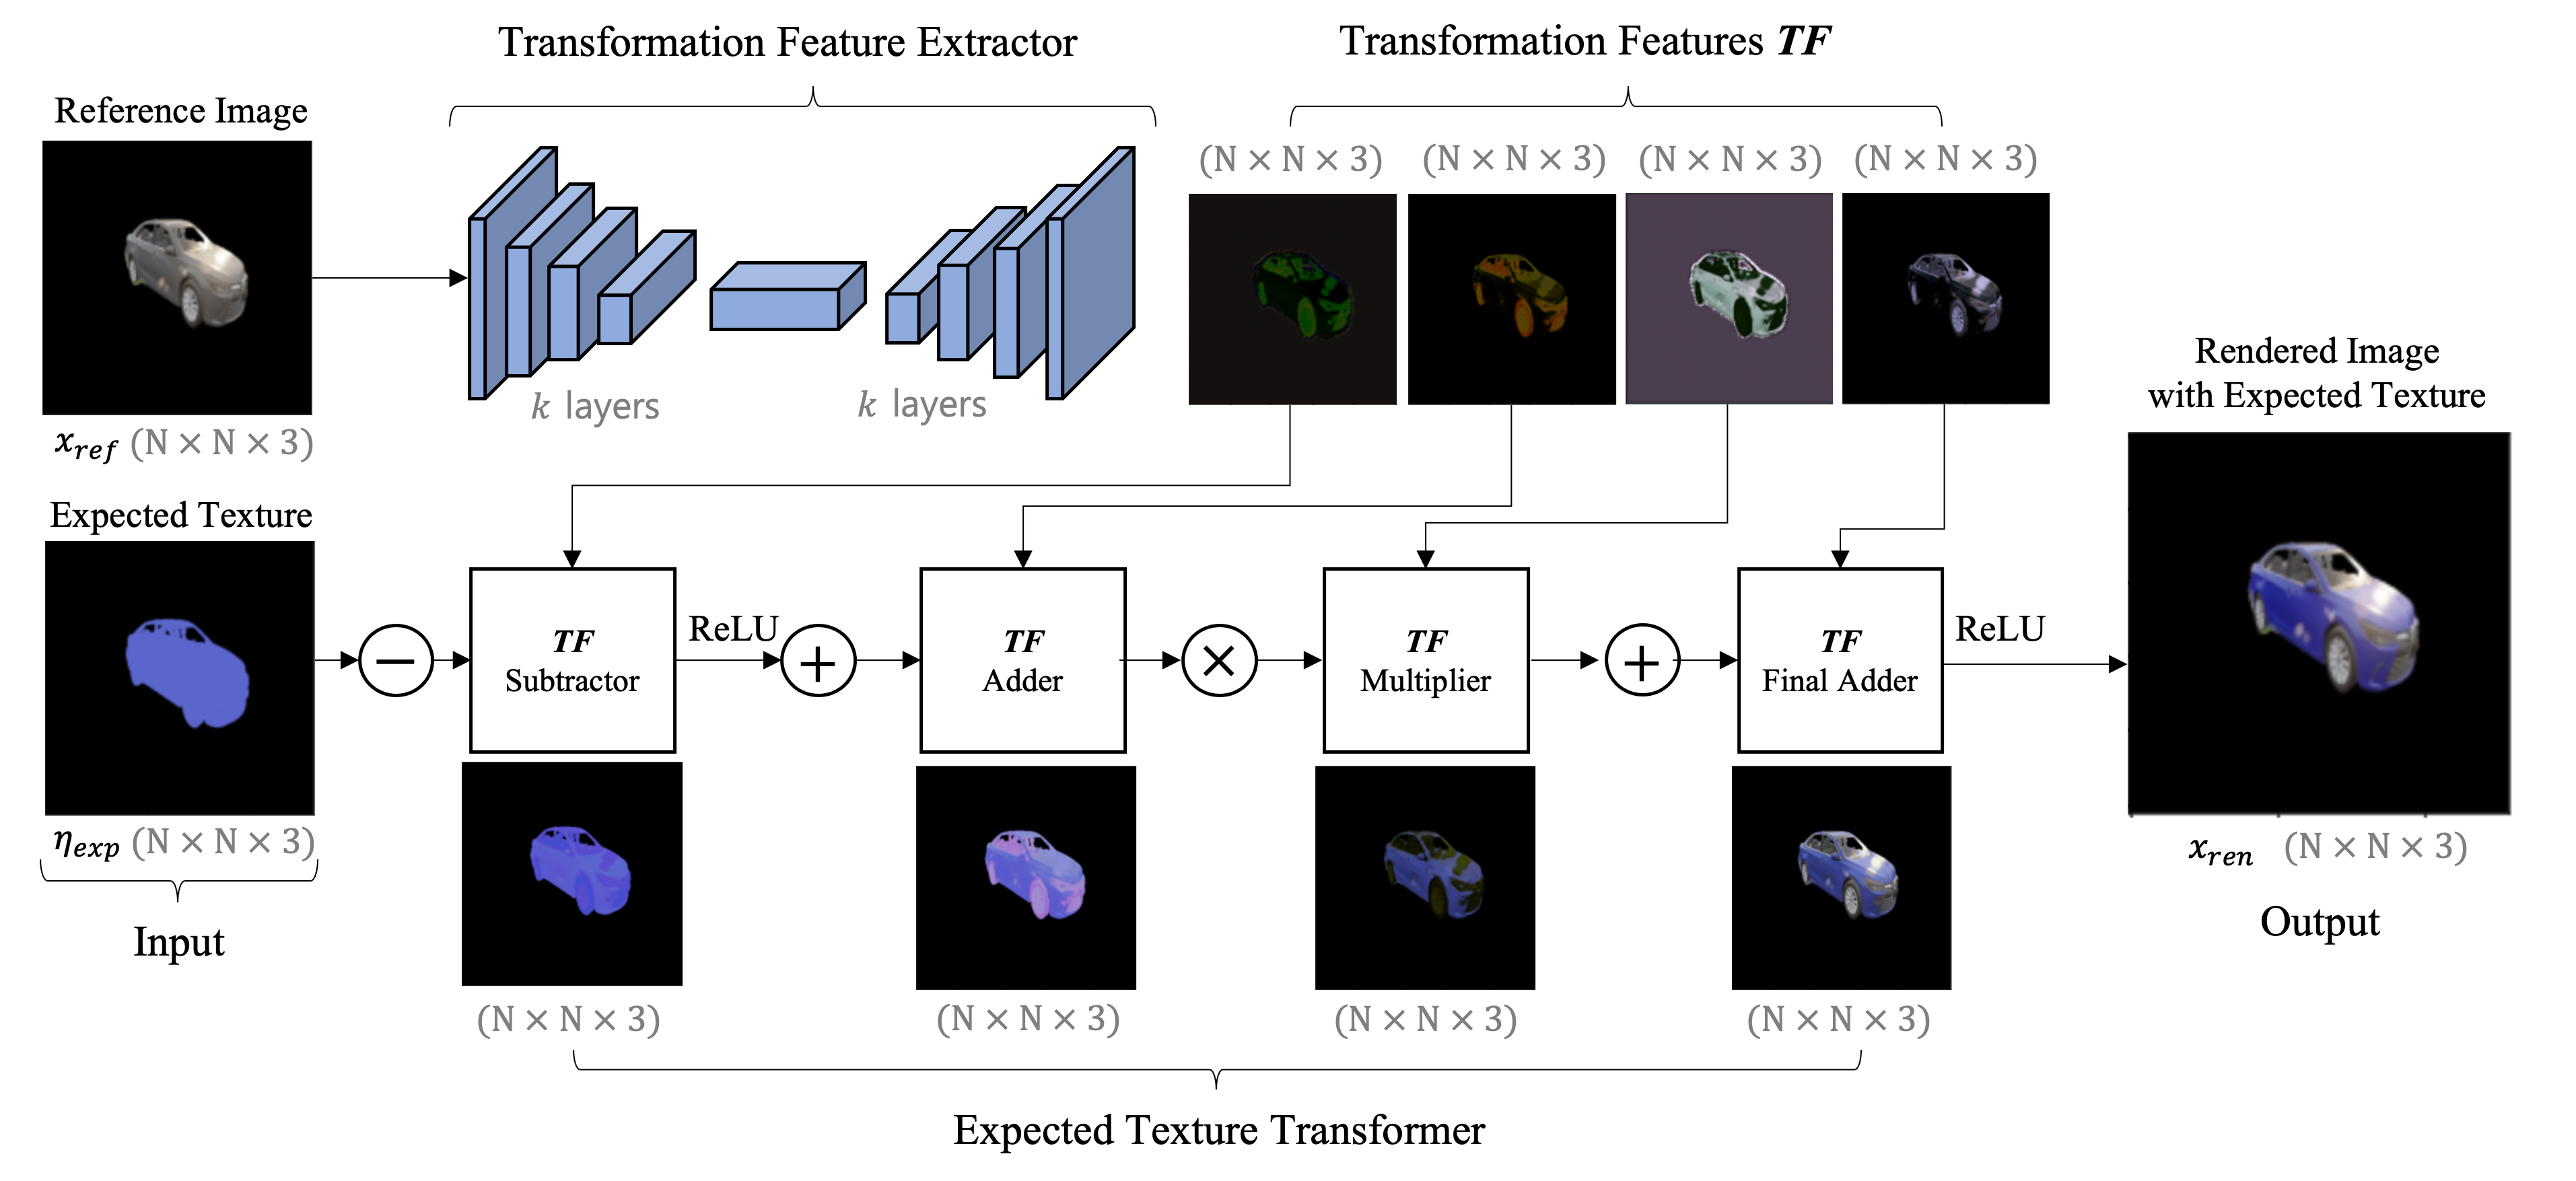 Transformation Feature Extractor
Transformation Features TF
Reference Image
(N × N × 3)
(N × N × 3)
(N × N × 3)
(N × N × 3)
k layers
k layers
x_ref (N × N × 3)
Rendered Image
with Expected Texture
Expected Texture
−
TF
Subtractor
ReLU
+
TF
Adder
×
TF
Multiplier
+
TF
Final Adder
ReLU
η_exp (N × N × 3)
x_ren (N × N × 3)
Input
Output
(N × N × 3)
(N × N × 3)
(N × N × 3)
(N × N × 3)
Expected Texture Transformer